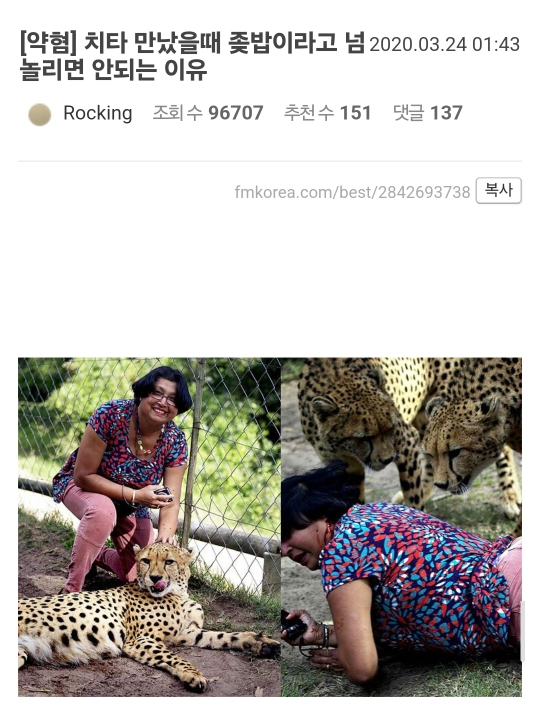 [약혐] 치타 만났을때 좆밥이라고 넘 2020.03.24 01:43
놀리면 안되는 이유
Rocking 조회 수 96707 추천 수 151 댓글 137
fmkorea.com/best/2842693738 복사